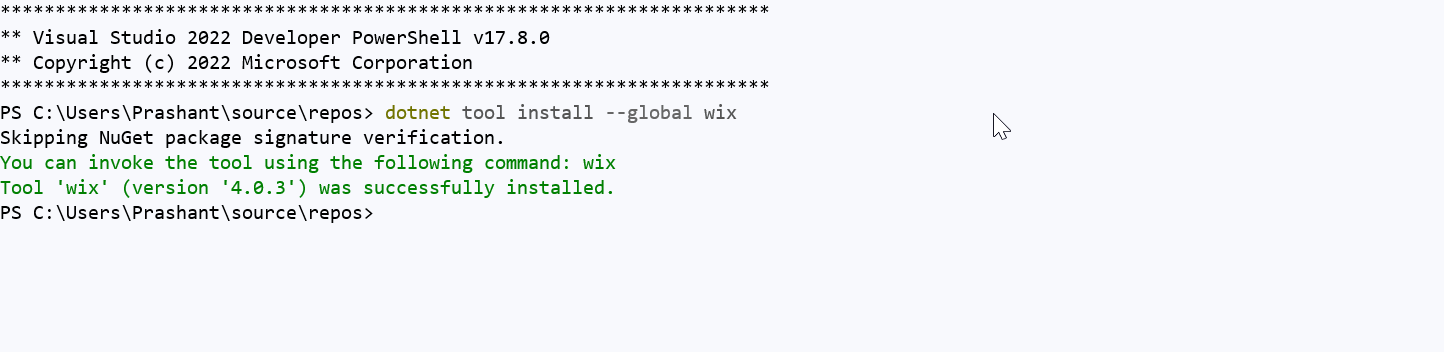 **********************************************************************
** Visual Studio 2022 Developer PowerShell v17.8.0
** Copyright (c) 2022 Microsoft Corporation
**********************************************************************
PS C:\Users\Prashant\source\repos> dotnet tool install --global wix
Skipping NuGet package signature verification.
You can invoke the tool using the following command: wix
Tool 'wix' (version '4.0.3') was successfully installed.
PS C:\Users\Prashant\source\repos>